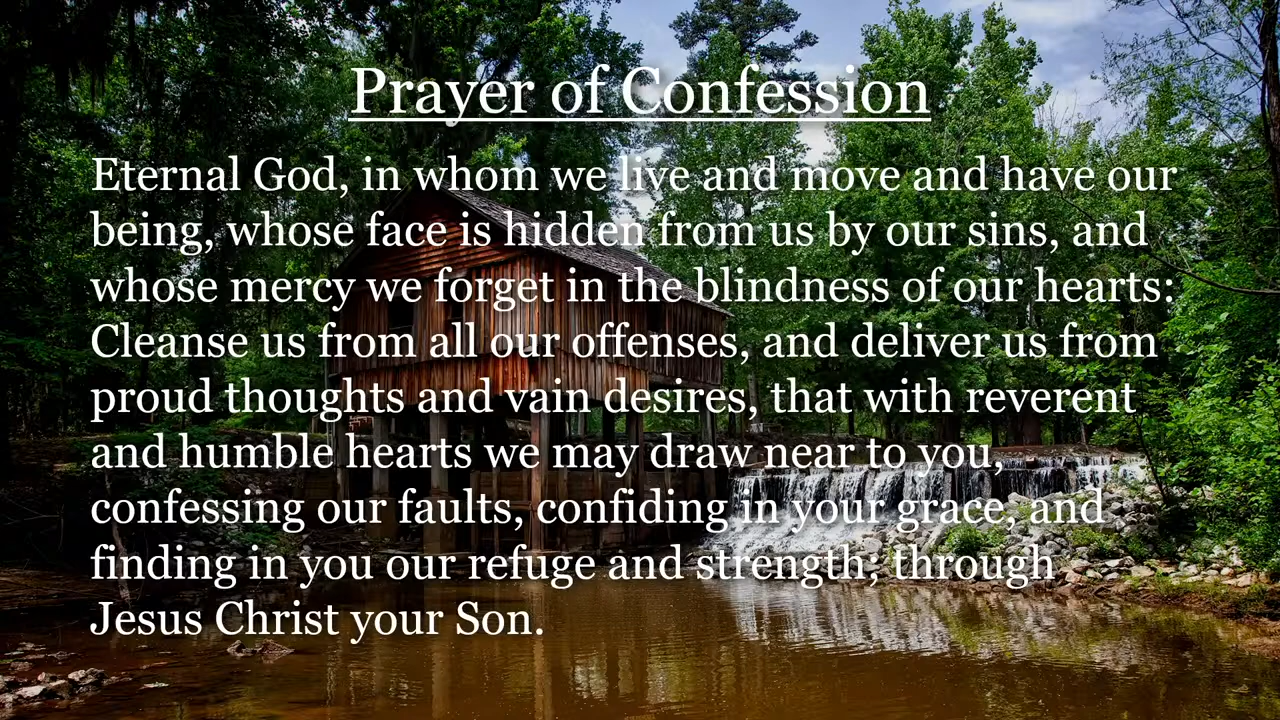 Prayer of Confession
Eternal God, in whom we live and move and have our
being, whose face is hidden from us by our sins, and
whose mercy we forget in the blindness of our hearts:
Cleanse us from all our offenses, and deliver us from
proud thoughts and vain desires, that with reverent
and humble hearts we may draw near to you,
confessing our faults, confiding in your grace, and
finding in you our refuge and strength; through
Jesus Christ your Son.